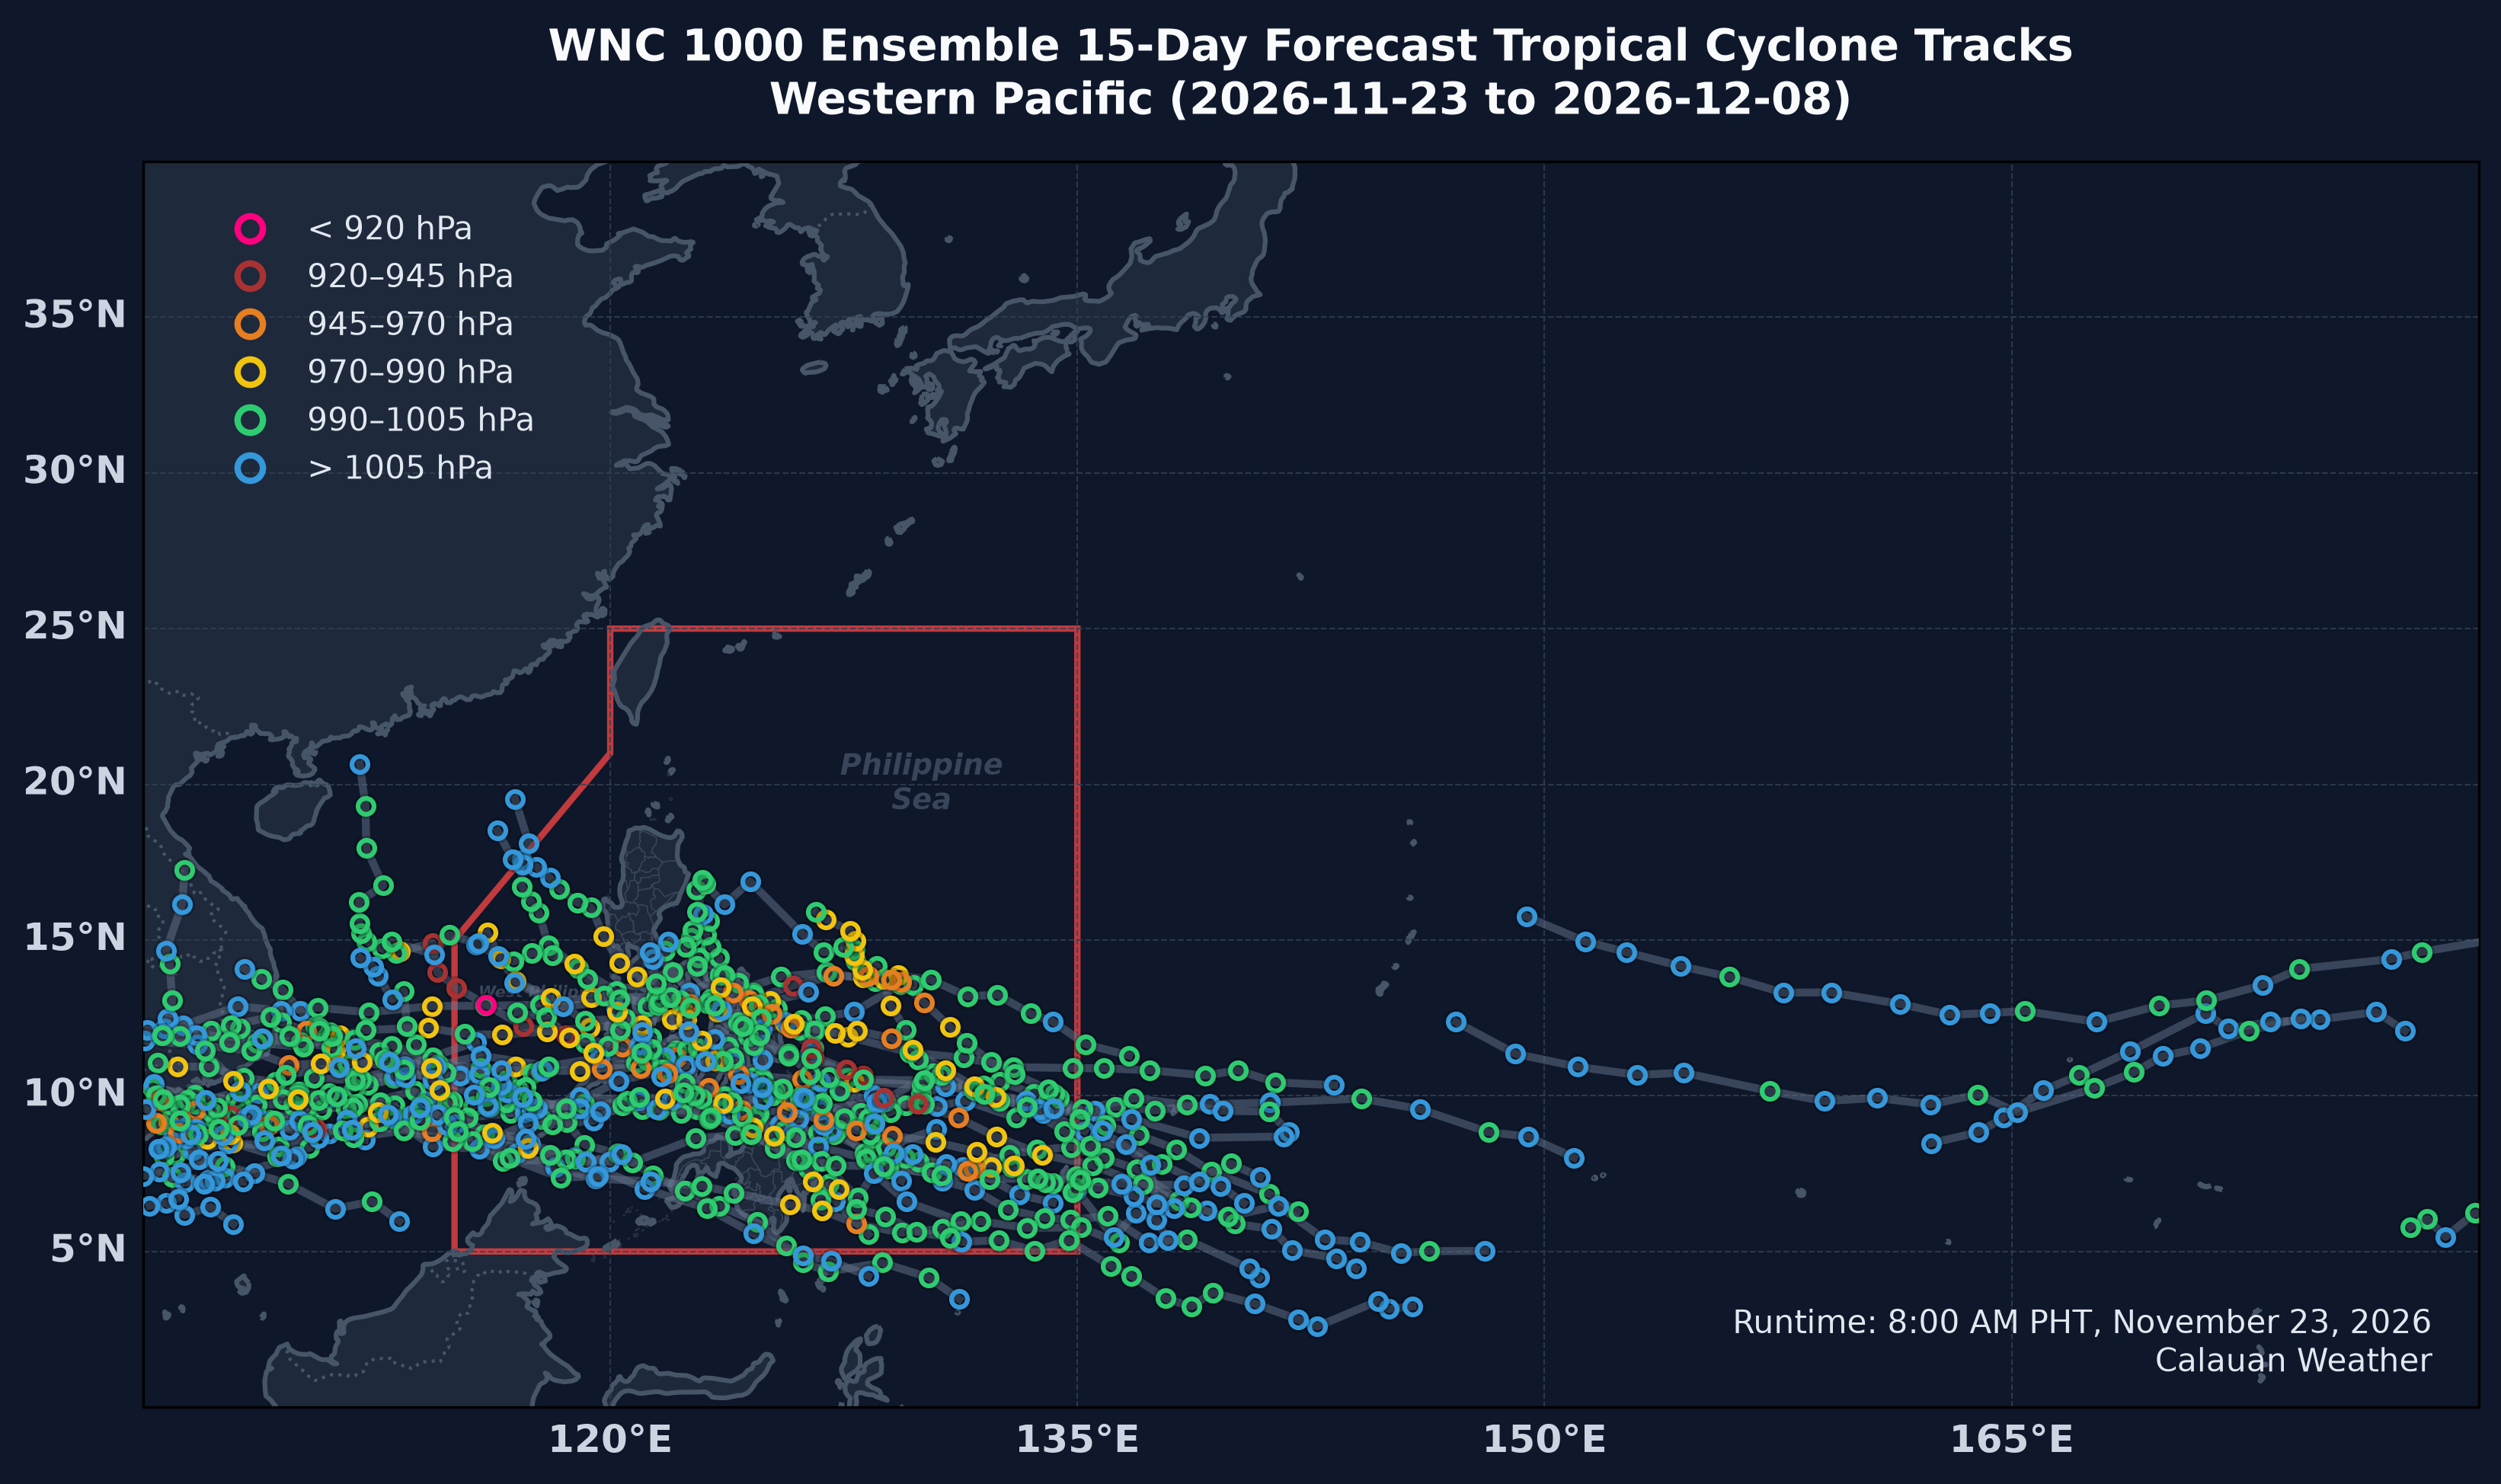 WNC 1000 Ensemble 15-Day Forecast Tropical Cyclone Tracks
Western Pacific (2026-11-23 to 2026-12-08)
< 920 hPa
920–945 hPa
945–970 hPa
970–990 hPa
990–1005 hPa
> 1005 hPa
35°N
30°N
25°N
20°N
15°N
10°N
5°N
Philippine
Sea
West
Runtime: 8:00 AM PHT, November 23, 2026
Calauan Weather
120°E
135°E
150°E
165°E